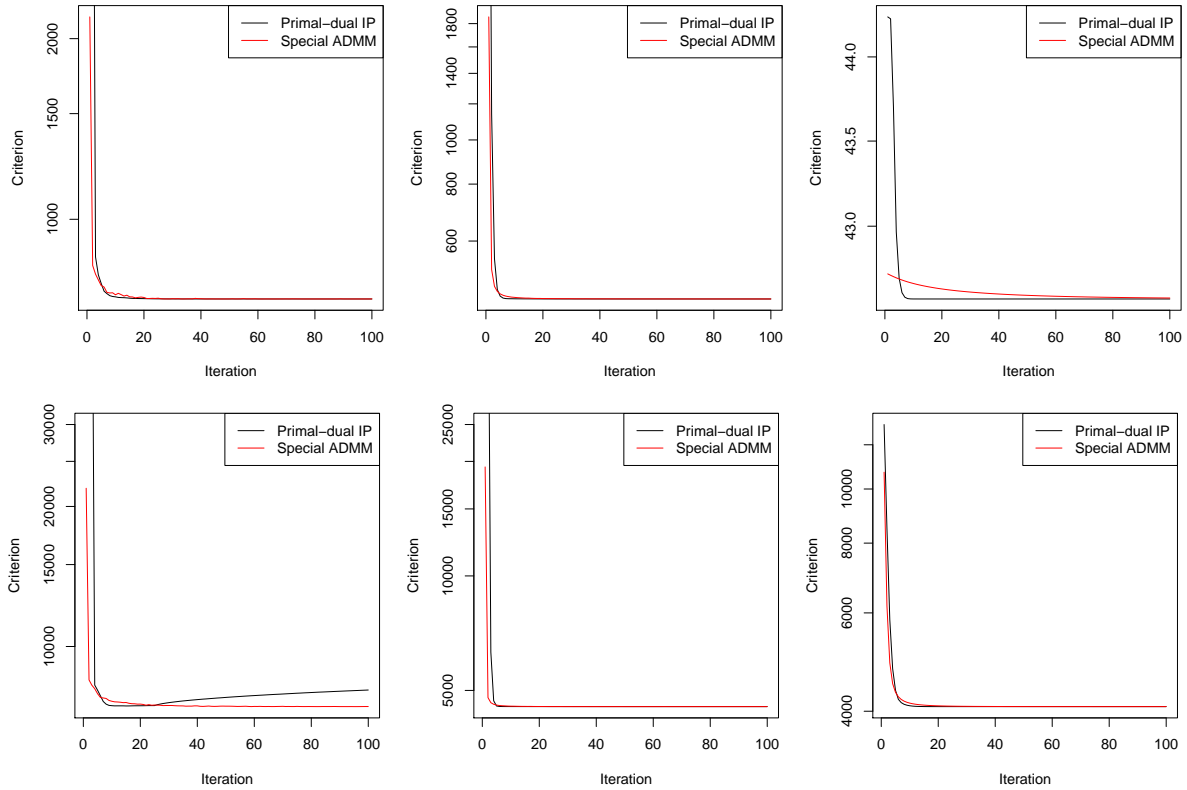 Primal−dual IP
Special ADMM
Criterion
2000
1500
1000
0 20 40 60 80 100
Iteration
Primal−dual IP
Special ADMM
Criterion
1800
1400
1000
800
600
0 20 40 60 80 100
Iteration
Primal−dual IP
Special ADMM
Criterion
44.0
43.5
43.0
0 20 40 60 80 100
Iteration
Primal−dual IP
Special ADMM
Criterion
30000
20000
15000
10000
0 20 40 60 80 100
Iteration
Primal−dual IP
Special ADMM
Criterion
25000
15000
10000
5000
0 20 40 60 80 100
Iteration
Primal−dual IP
Special ADMM
Criterion
10000
8000
6000
4000
0 20 40 60 80 100
Iteration